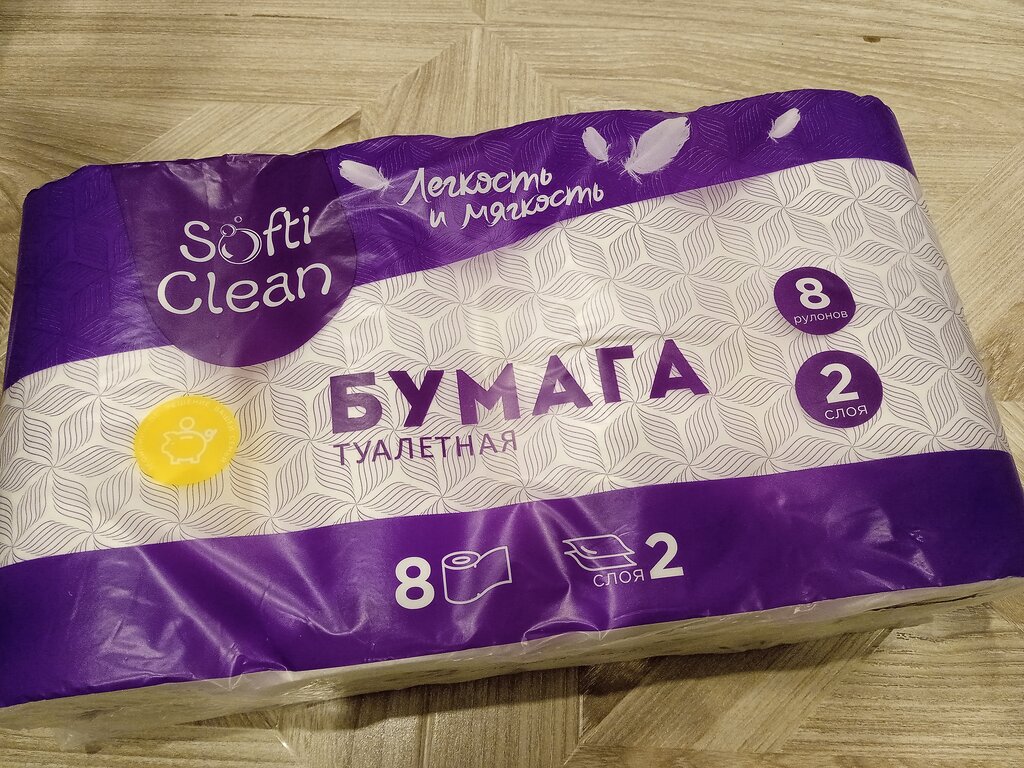 Softi
Clean
Легкость
и мягкость
8
рулонов
2
слоя
БУМАГА
ТУАЛЕТНАЯ
8
слоя 2